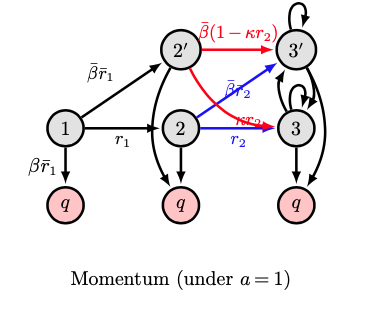 β̄(1 − κr₂)
2′ 3′
β̄r̄₁ β̄r̄₂
κr₂
1 2 3
r₁ r₂
βr̄₁
q q q
Momentum (under a = 1)